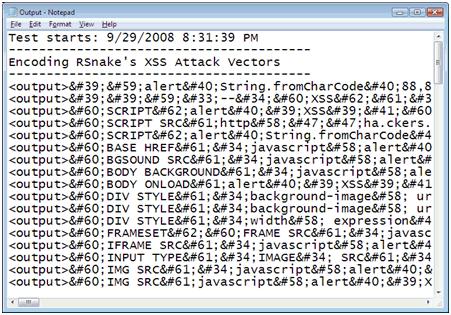 Output - Notepad
File Edit Format View Help
Test starts: 9/29/2008 8:31:39 PM
-----------------------------------
Encoding RSnake's XSS Attack Vectors
-----------------------------------
<output>&#39;&#59;alert&#40;String.fromCharCode&#40;88,8
<output>&#39;&#39;&#59;&#33;--&#34;&#60;XSS&#62;&#61;&#3
<output>&#60;SCRIPT&#62;alert&#40;&#39;XSS&#39;&#41;&#60
<output>&#60;SCRIPT SRC&#61;http&#58;&#47;&#47;ha.ckers.
<output>&#60;SCRIPT&#62;alert&#40;String.fromCharCode&#4
<output>&#60;BASE HREF&#61;&#34;javascript&#58;alert&#4
<output>&#60;BGSOUND SRC&#61;&#34;javascript&#58;alert&
<output>&#60;BODY BACKGROUND&#61;&#34;javascript&#58;ale
<output>&#60;BODY ONLOAD&#61;alert&#40;&#39;XSS&#39;&#41
<output>&#60;DIV STYLE&#61;&#34;background-image&#58; ur
<output>&#60;DIV STYLE&#61;&#34;background-image&#58; ur
<output>&#60;DIV STYLE&#61;&#34;width&#58; expression&#4
<output>&#60;FRAMESET&#62;&#60;FRAME SRC&#61;&#34;javasc
<output>&#60;IFRAME SRC&#61;&#34;javascript&#58;alert&#4
<output>&#60;INPUT TYPE&#61;&#34;IMAGE&#34; SRC&#61;&#34
<output>&#60;IMG SRC&#61;&#34;javascript&#58;alert&#40;&
<output>&#60;IMG SRC&#61;javascript&#58;alert&#40;&#39;X